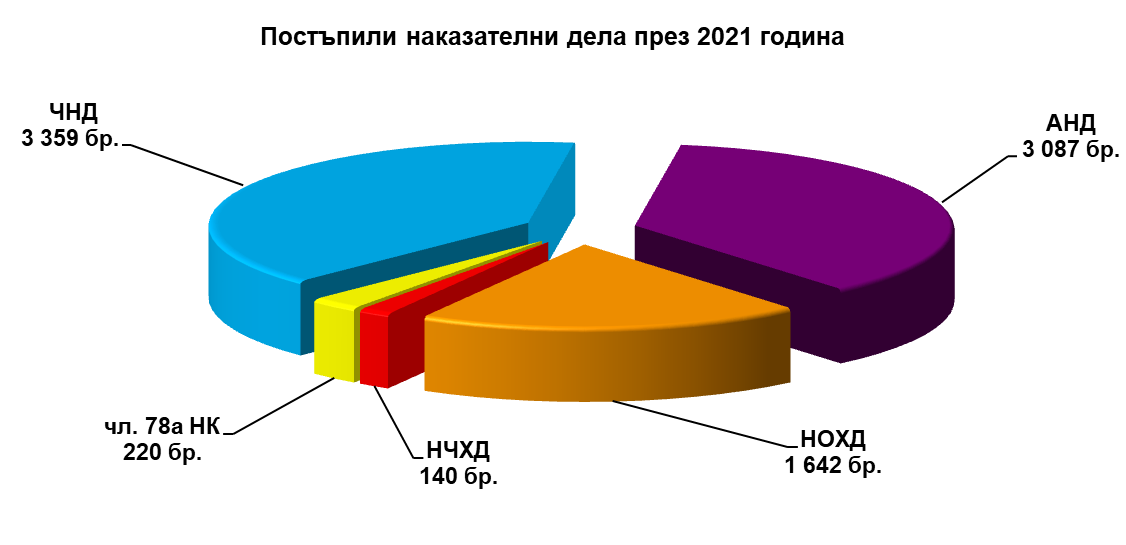 Постъпили наказателни дела през 2021 година
ЧНД
3 359 бр.
АНД
3 087 бр.
чл. 78а НК
220 бр.
НЧХД
140 бр.
НОХД
1 642 бр.